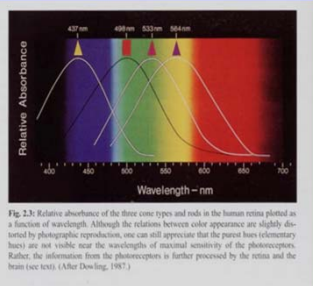 437 nm 498 nm 533 nm 564 nm
Relative Absorbance
400 450 500 550 600 650 700
Wavelength – nm
Fig. 2.3: Relative absorbance of the three cone types and rods in the human retina plotted as
a function of wavelength. Although the relations between color appearance are slightly dis-
torted by photographic reproduction, one can still appreciate that the purest hues (elementary
hues) are not visible near the wavelengths of maximal sensitivity of the photoreceptors.
Rather, the information from the photoreceptors is further processed by the retina and the
brain (see text). (After Dowling, 1987.)